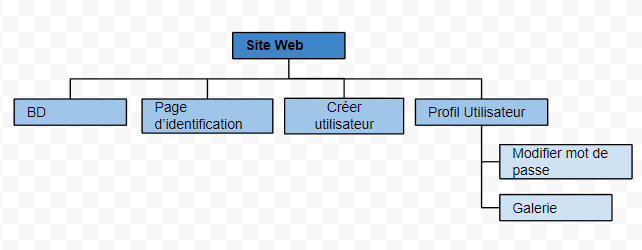 Site Web
BD
Page
d'identification
Créer
utilisateur
Profil Utilisateur
Modifier mot de
passe
Galerie